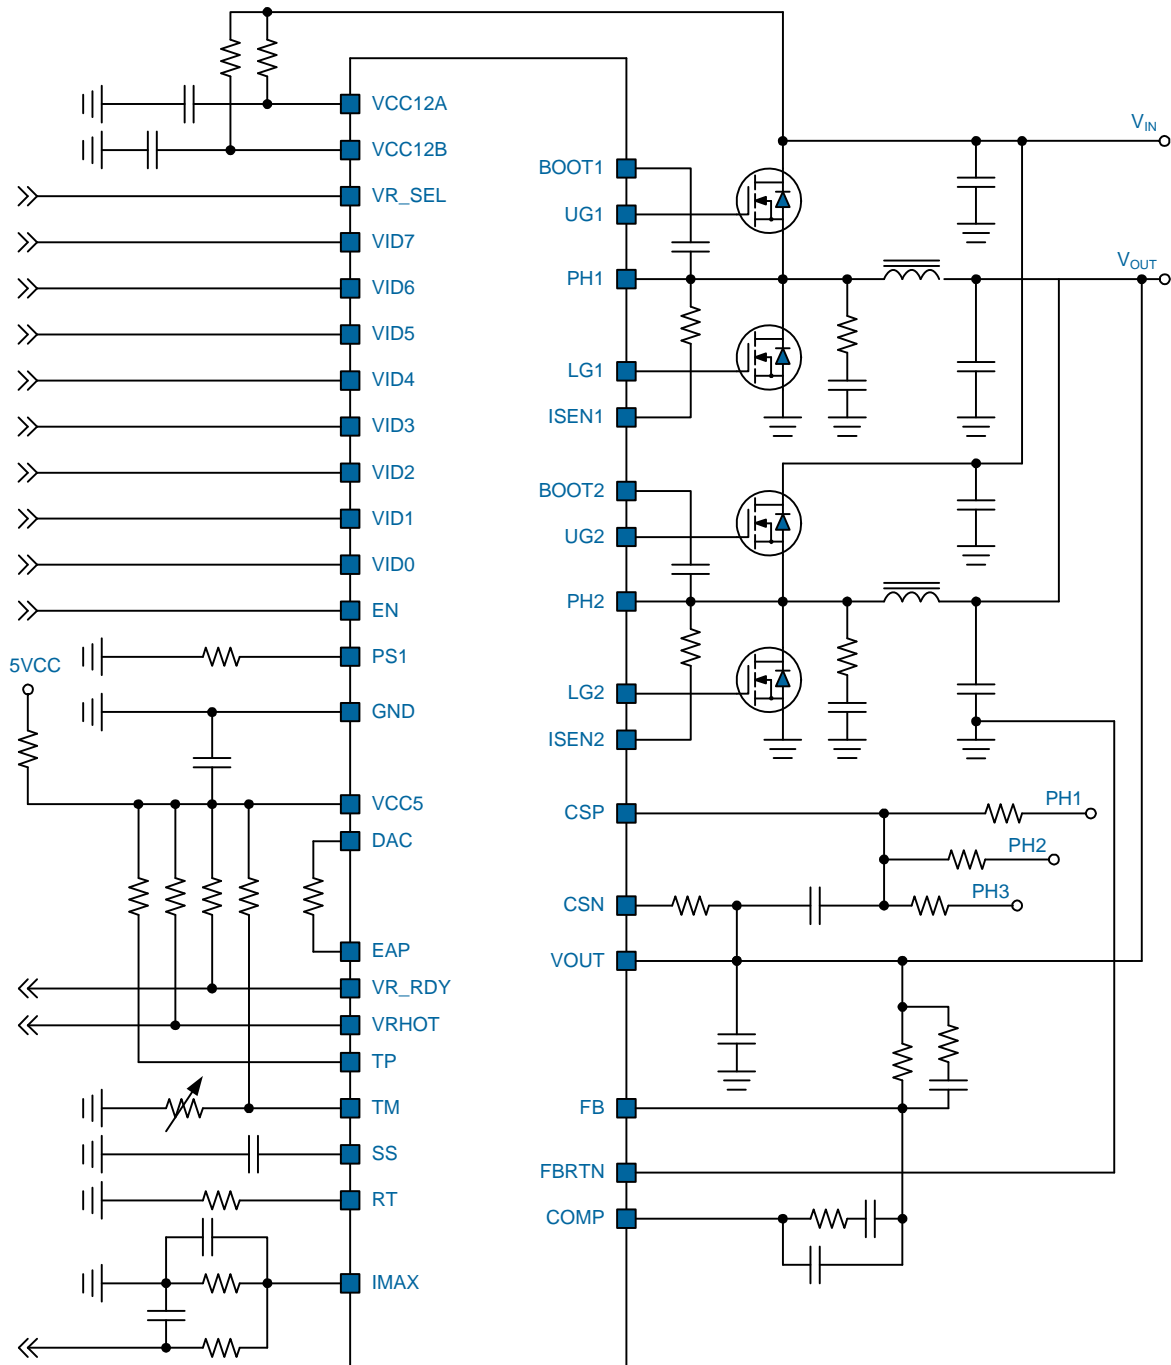 VCC12A
VCC12B
VR_SEL
VID7
VID6
VID5
VID4
VID3
VID2
VID1
VID0
EN
PS1
5VCC
GND
VCC5
DAC
EAP
VR_RDY
VRHOT
TP
TM
SS
RT
IMAX
BOOT1
UG1
PH1
LG1
ISEN1
BOOT2
UG2
PH2
LG2
ISEN2
CSP
CSN
VOUT
FB
FBRTN
COMP
VIN
VOUT
PH1
PH2
PH3